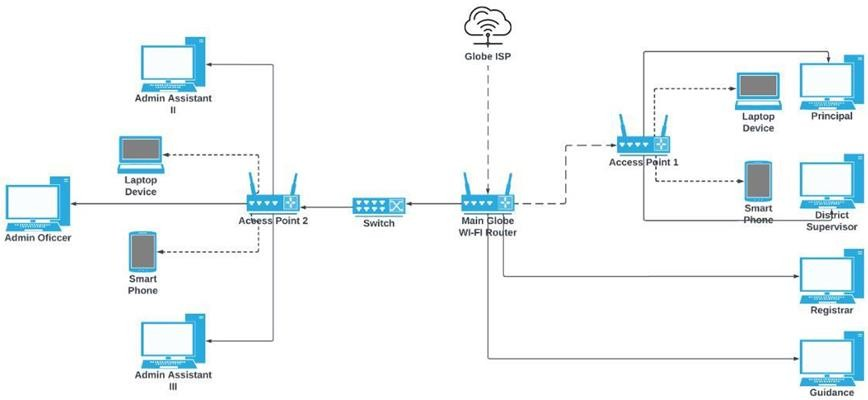 Globe ISP
Admin Assistant
II
Laptop
Device
Principal
Access Point 1
Laptop
Device
Admin Oficcer
Access Point 2
Switch
Main Globe
WI-FI Router
Smart
Phone
District
Supervisor
Smart
Phone
Registrar
Admin Assistant
III
Guidance